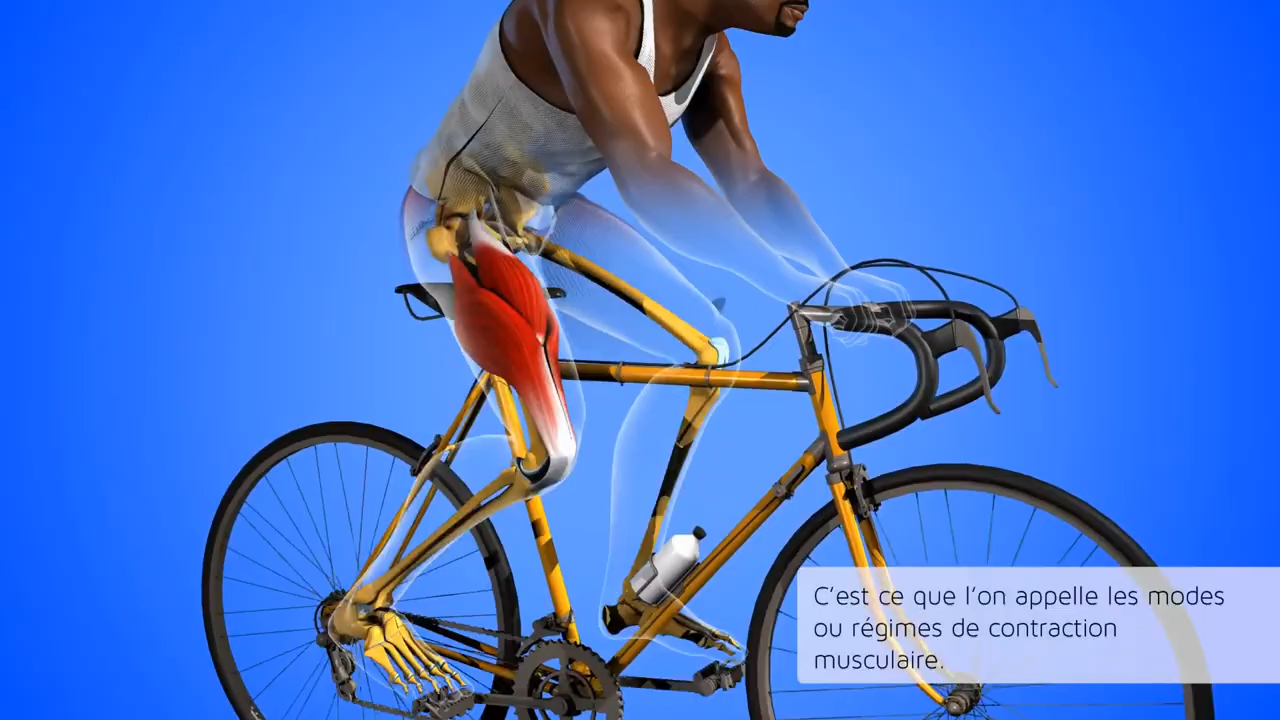 C’est ce que l’on appelle les modes
ou régimes de contraction
musculaire.